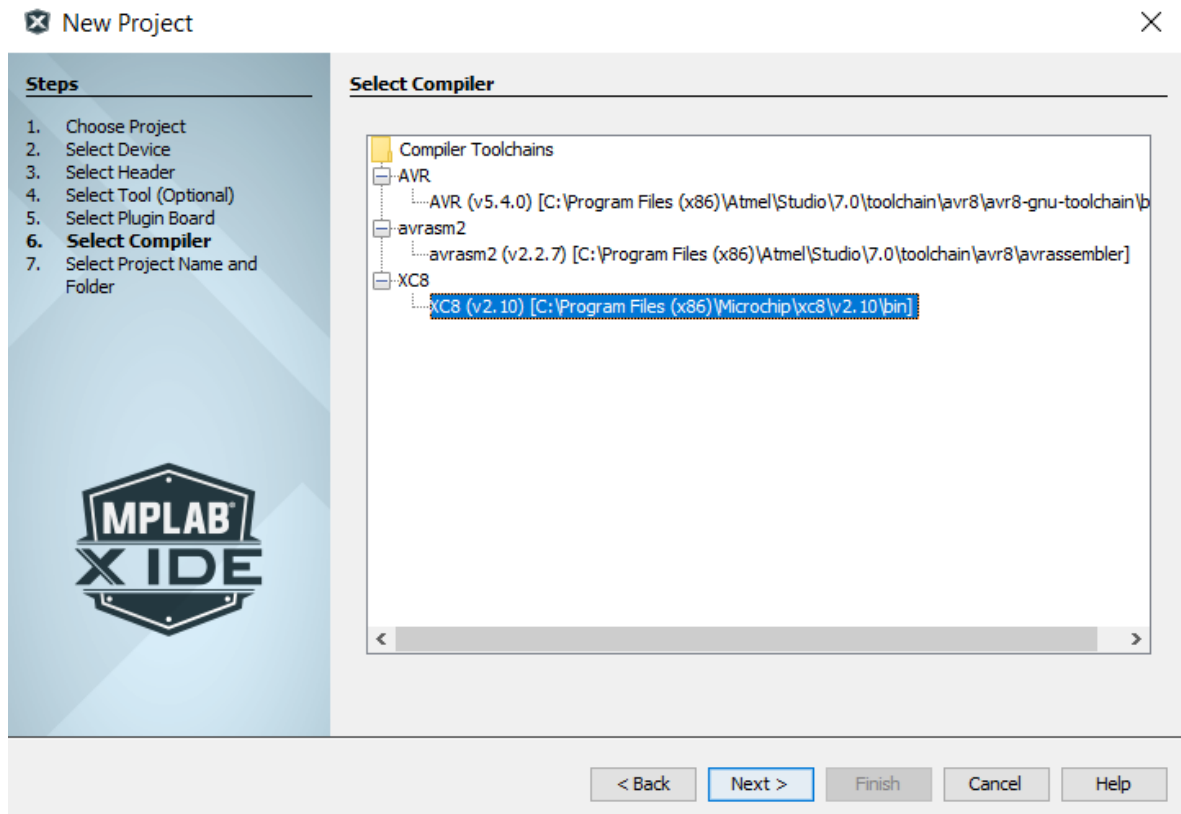 New Project
Steps
1. Choose Project
2. Select Device
3. Select Header
4. Select Tool (Optional)
5. Select Plugin Board
6. Select Compiler
7. Select Project Name and
Folder
MPLAB®
X IDE
Select Compiler
Compiler Toolchains
AVR
AVR (v5.4.0) [C:\Program Files (x86)\Atmel\Studio\7.0\toolchain\avr8\avr8-gnu-toolchain\b
avrasm2
avrasm2 (v2.2.7) [C:\Program Files (x86)\Atmel\Studio\7.0\toolchain\avr8\avrassembler]
XC8
XC8 (v2.10) [C:\Program Files (x86)\Microchip\xc8\v2.10\bin]
< Back Next > Finish Cancel Help